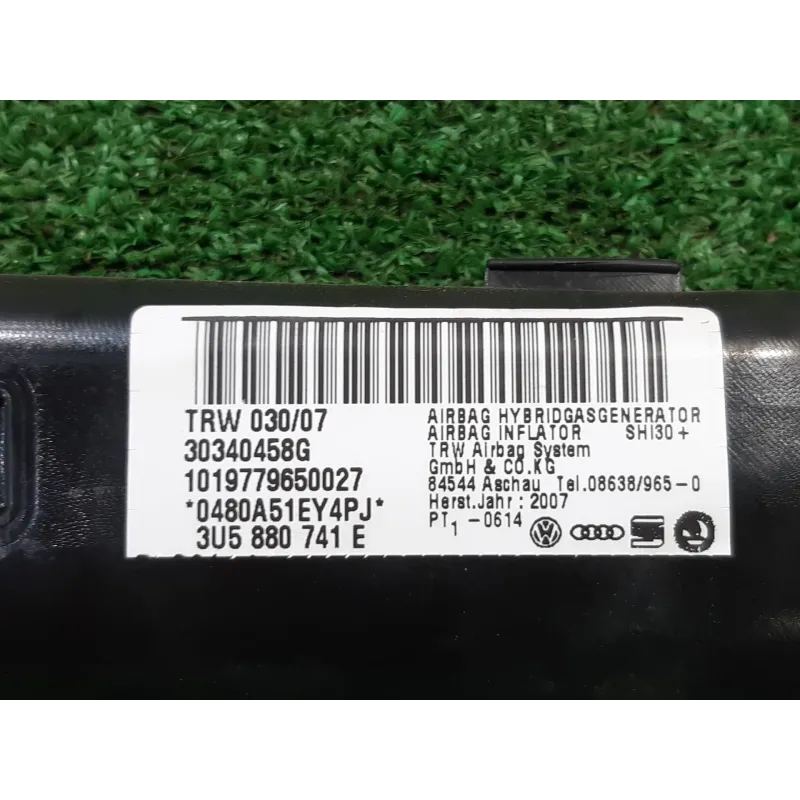 TRW 030/07
30340458G
1019779650027
*0480A51EY4PJ*
3U5 880 741 E
AIRBAG HYBRIDGASGENERATOR
AIRBAG INFLATOR SHI30+
TRW Airbag System
GmbH & CO.KG
84544 Aschau Tel.08638/965-0
Herst.Jahr: 2007
PT1-0614